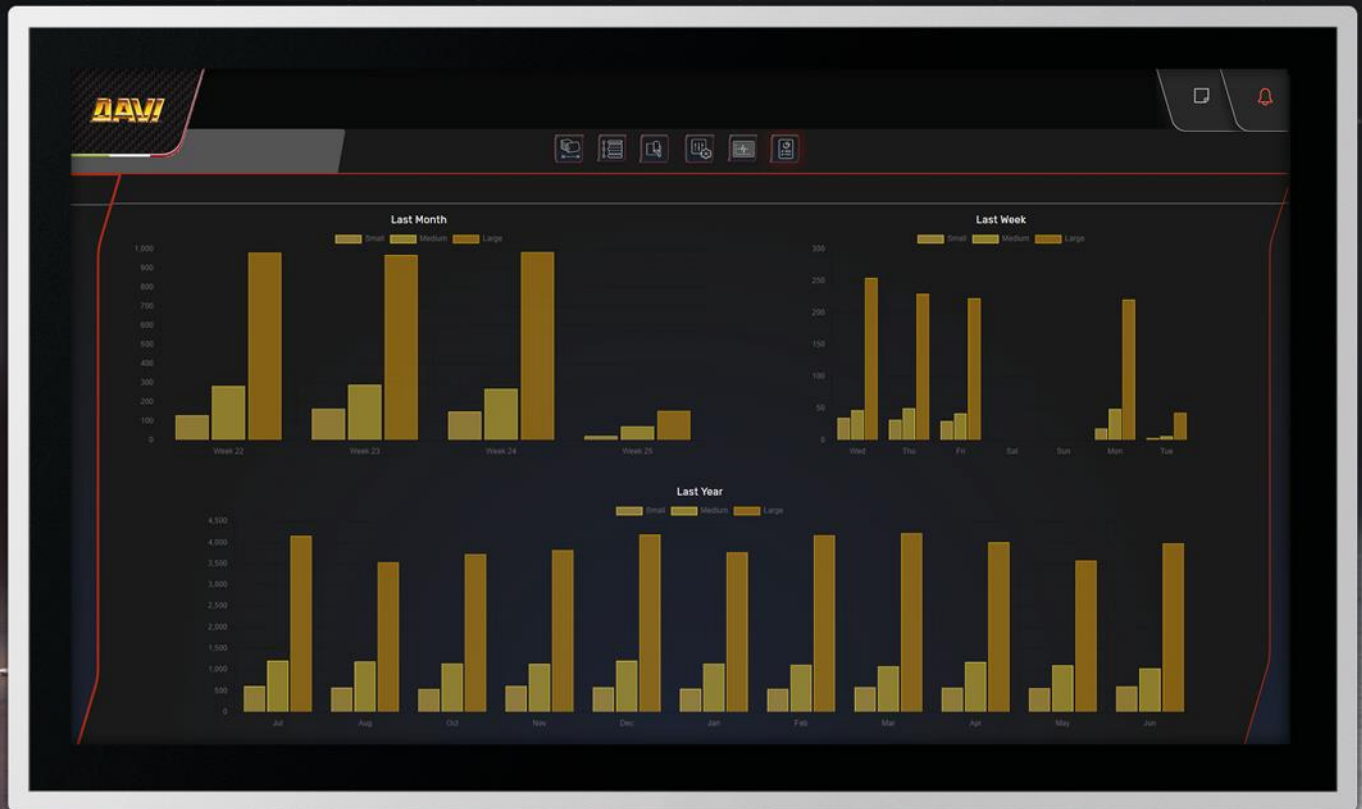 DAVI
Last Month
Small Medium Large
1,000
900
800
700
600
500
400
300
200
100
0
Week 22 Week 23 Week 24 Week 25
Last Week
Small Medium Large
300
250
200
150
100
50
0
Wed Thu Fri Sat Sun Mon Tue
Last Year
Small Medium Large
4,500
4,000
3,500
3,000
2,500
2,000
1,500
1,000
500
0
Jul Aug Oct Nov Dec Jan Feb Mar Apr May Jun